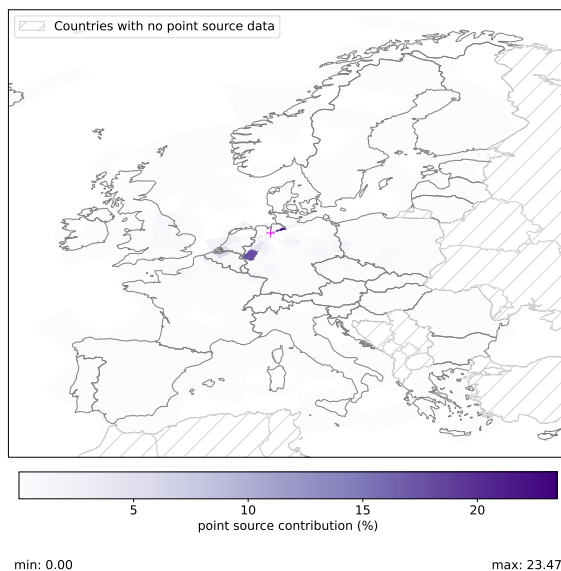 Countries with no point source data
5 10 15 20
point source contribution (%)
min: 0.00 max: 23.47